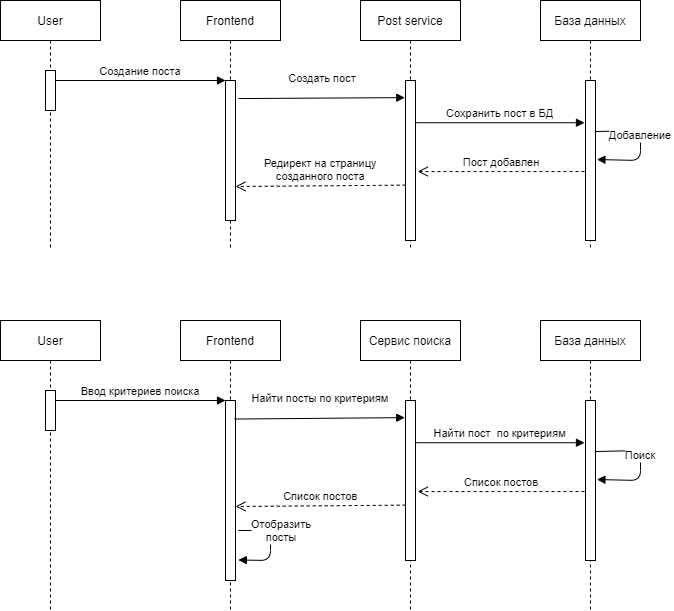 User
Frontend
Post service
База данных
Создание поста
Создать пост
Сохранить пост в БД
Добавление
Редирект на страницу
созданного поста
Пост добавлен
User
Frontend
Сервис поиска
База данных
Ввод критериев поиска
Найти посты по критериям
Найти пост по критериям
Поиск
Список постов
Список постов
Отобразить
посты